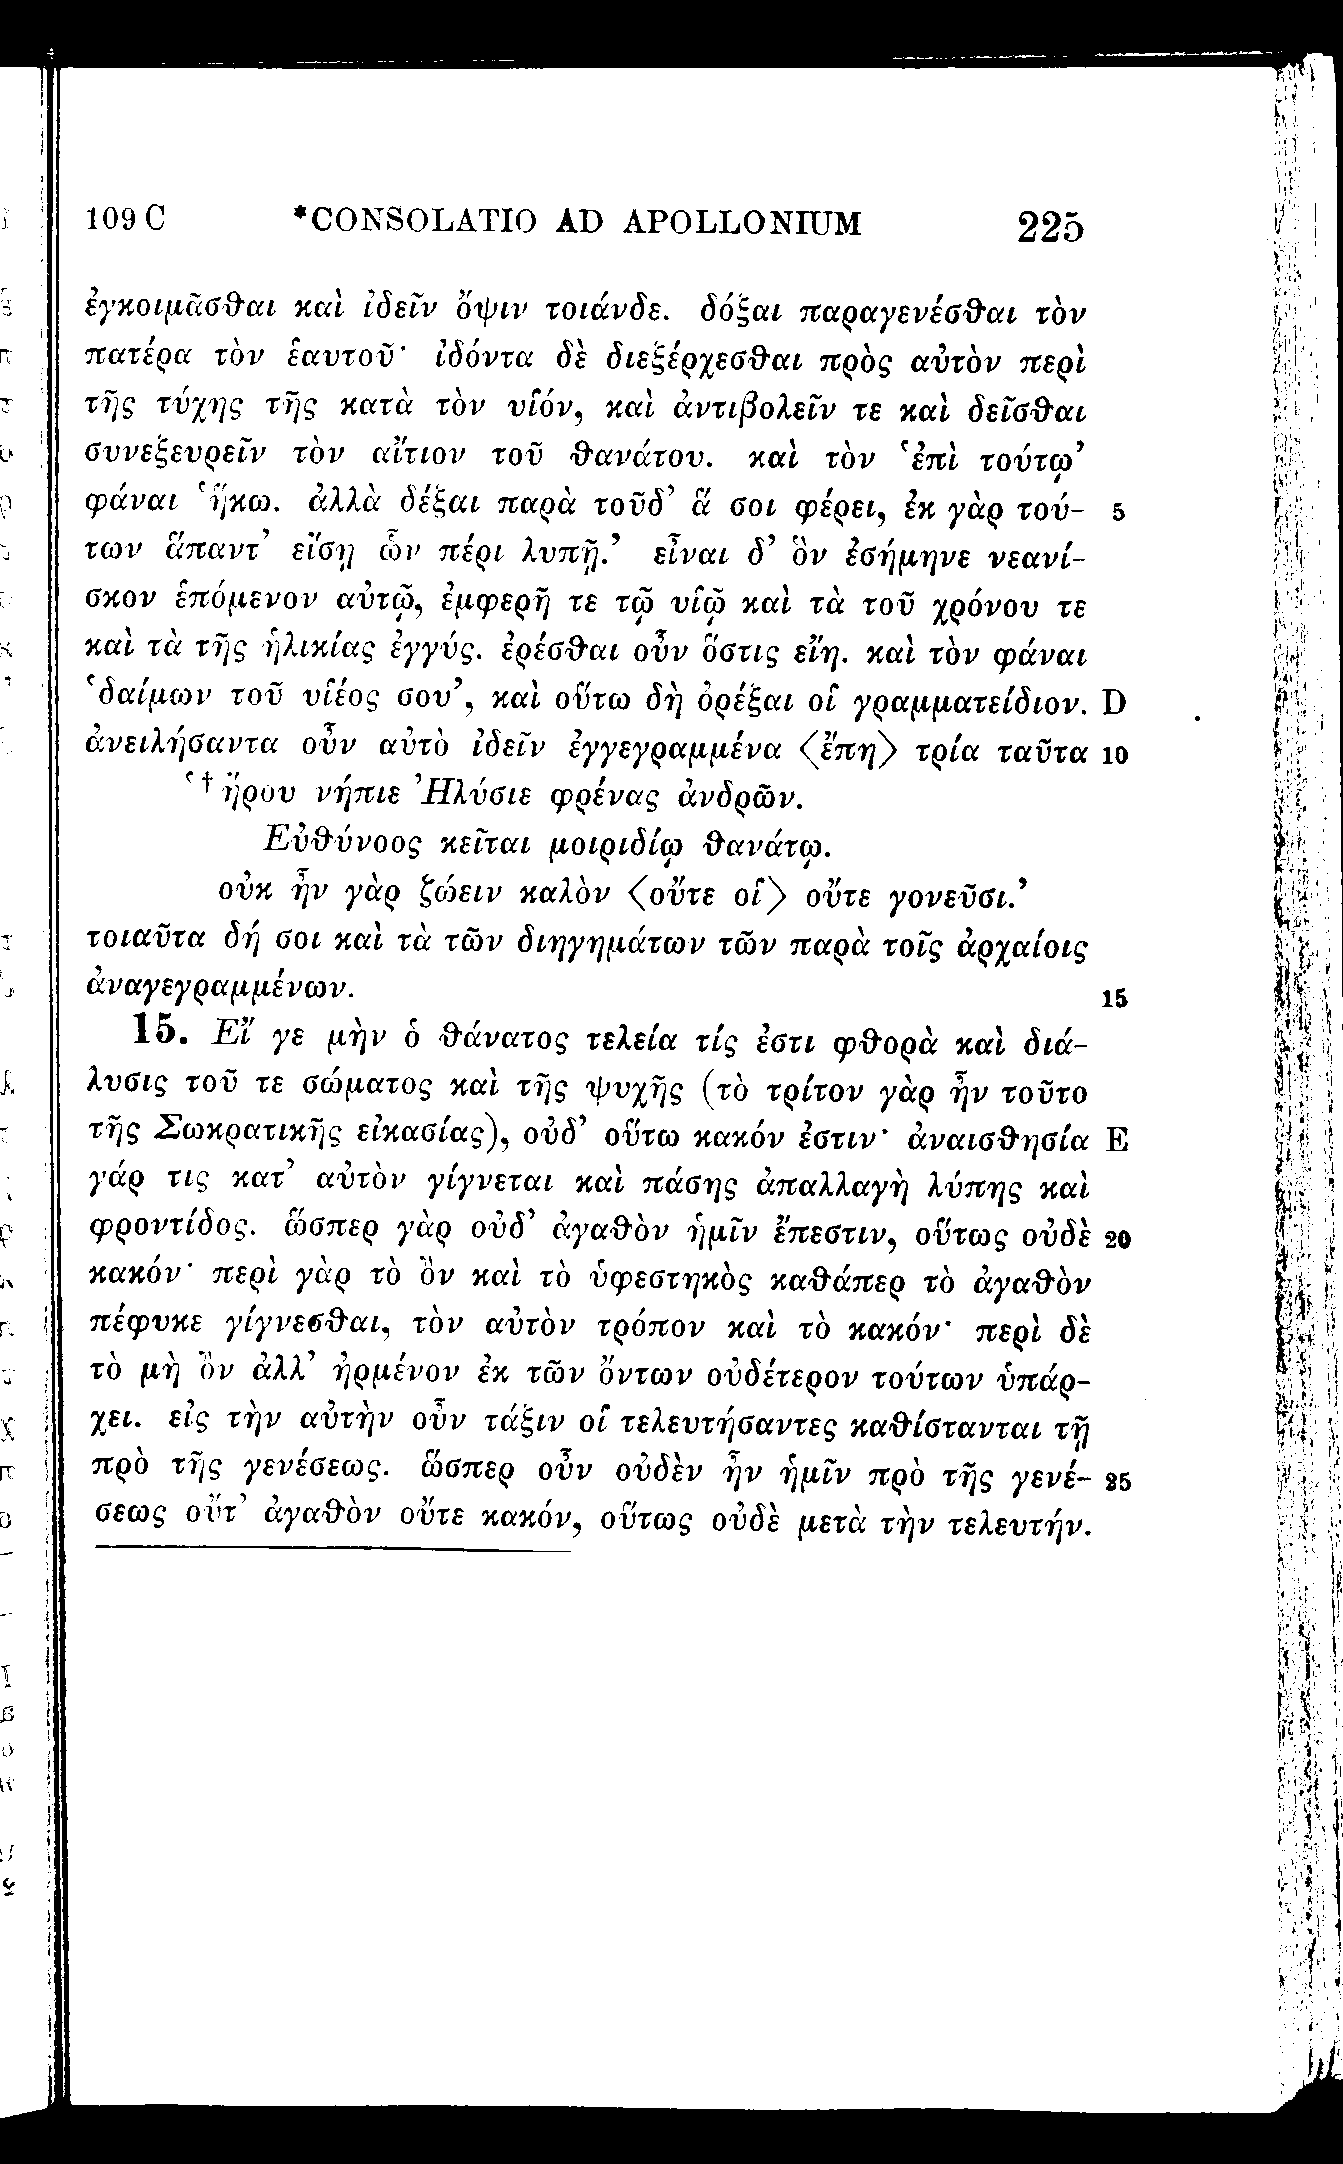 109 C *CONSOLATIO AD APOLLONIUM 225
ἐγκοιμᾶσθαι καὶ ἰδεῖν ὄψιν τοιάνδε. δόξαι παραγενέσθαι τὸν
πατέρα τὸν ἑαυτοῦ· ἰδόντα δὲ διεξέρχεσθαι πρὸς αὐτὸν περὶ
τῆς τύχης τῆς κατὰ τὸν υἱόν, καὶ ἀντιβολεῖν τε καὶ δεῖσθαι
συνεξευρεῖν τὸν αἴτιον τοῦ θανάτου. καὶ τὸν ‘ἐπὶ τούτῳ’
φάναι ‘ἥκω. ἀλλὰ δέξαι παρὰ τοῦδ’ ἅ σοι φέρει, ἐκ γὰρ τού- 5
των ἅπαντ’ εἴσῃ ὧν πέρι λυπῇ.’ εἶναι δ’ ὃν ἐσήμηνε νεανί-
σκον ἑπόμενον αὐτῷ, ἐμφερῆ τε τῷ υἱῷ καὶ τὰ τοῦ χρόνου τε
καὶ τὰ τῆς ἡλικίας ἐγγύς. ἐρέσθαι οὖν ὅστις εἴη. καὶ τὸν φάναι
‘δαίμων τοῦ υἱέος σου’, καὶ οὕτω δὴ ὀρέξαι οἱ γραμματείδιον. D
ἀνειλήσαντα οὖν αὐτὸ ἰδεῖν ἐγγεγραμμένα ⟨ἔπη⟩ τρία ταῦτα 10
‘† ἤρου νήπιε Ἠλύσιε φρένας ἀνδρῶν.
Εὐθύνοος κεῖται μοιριδίῳ θανάτῳ.
οὐκ ἦν γὰρ ζώειν καλὸν ⟨οὔτε οἱ⟩ οὔτε γονεῦσι.’
τοιαῦτα δή σοι καὶ τὰ τῶν διηγημάτων τῶν παρὰ τοῖς ἀρχαίοις
ἀναγεγραμμένων. 15
15. Εἴ γε μὴν ὁ θάνατος τελεία τίς ἐστι φθορὰ καὶ διά-
λυσις τοῦ τε σώματος καὶ τῆς ψυχῆς (τὸ τρίτον γὰρ ἦν τοῦτο
τῆς Σωκρατικῆς εἰκασίας), οὐδ’ οὕτω κακόν ἐστιν· ἀναισθησία E
γάρ τις κατ’ αὐτὸν γίγνεται καὶ πάσης ἀπαλλαγὴ λύπης καὶ
φροντίδος. ὥσπερ γὰρ οὐδ’ ἀγαθὸν ἡμῖν ἔπεστιν, οὕτως οὐδὲ 20
κακόν· περὶ γὰρ τὸ ὂν καὶ τὸ ὑφεστηκὸς καθάπερ τὸ ἀγαθὸν
πέφυκε γίγνεσθαι, τὸν αὐτὸν τρόπον καὶ τὸ κακόν· περὶ δὲ
τὸ μὴ ὂν ἀλλ’ ἠρμένον ἐκ τῶν ὄντων οὐδέτερον τούτων ὑπάρ-
χει. εἰς τὴν αὐτὴν οὖν τάξιν οἱ τελευτήσαντες καθίστανται τῇ
πρὸ τῆς γενέσεως. ὥσπερ οὖν οὐδὲν ἦν ἡμῖν πρὸ τῆς γενέ- 25
σεως οὔτ’ ἀγαθὸν οὔτε κακόν, οὕτως οὐδὲ μετὰ τὴν τελευτήν.